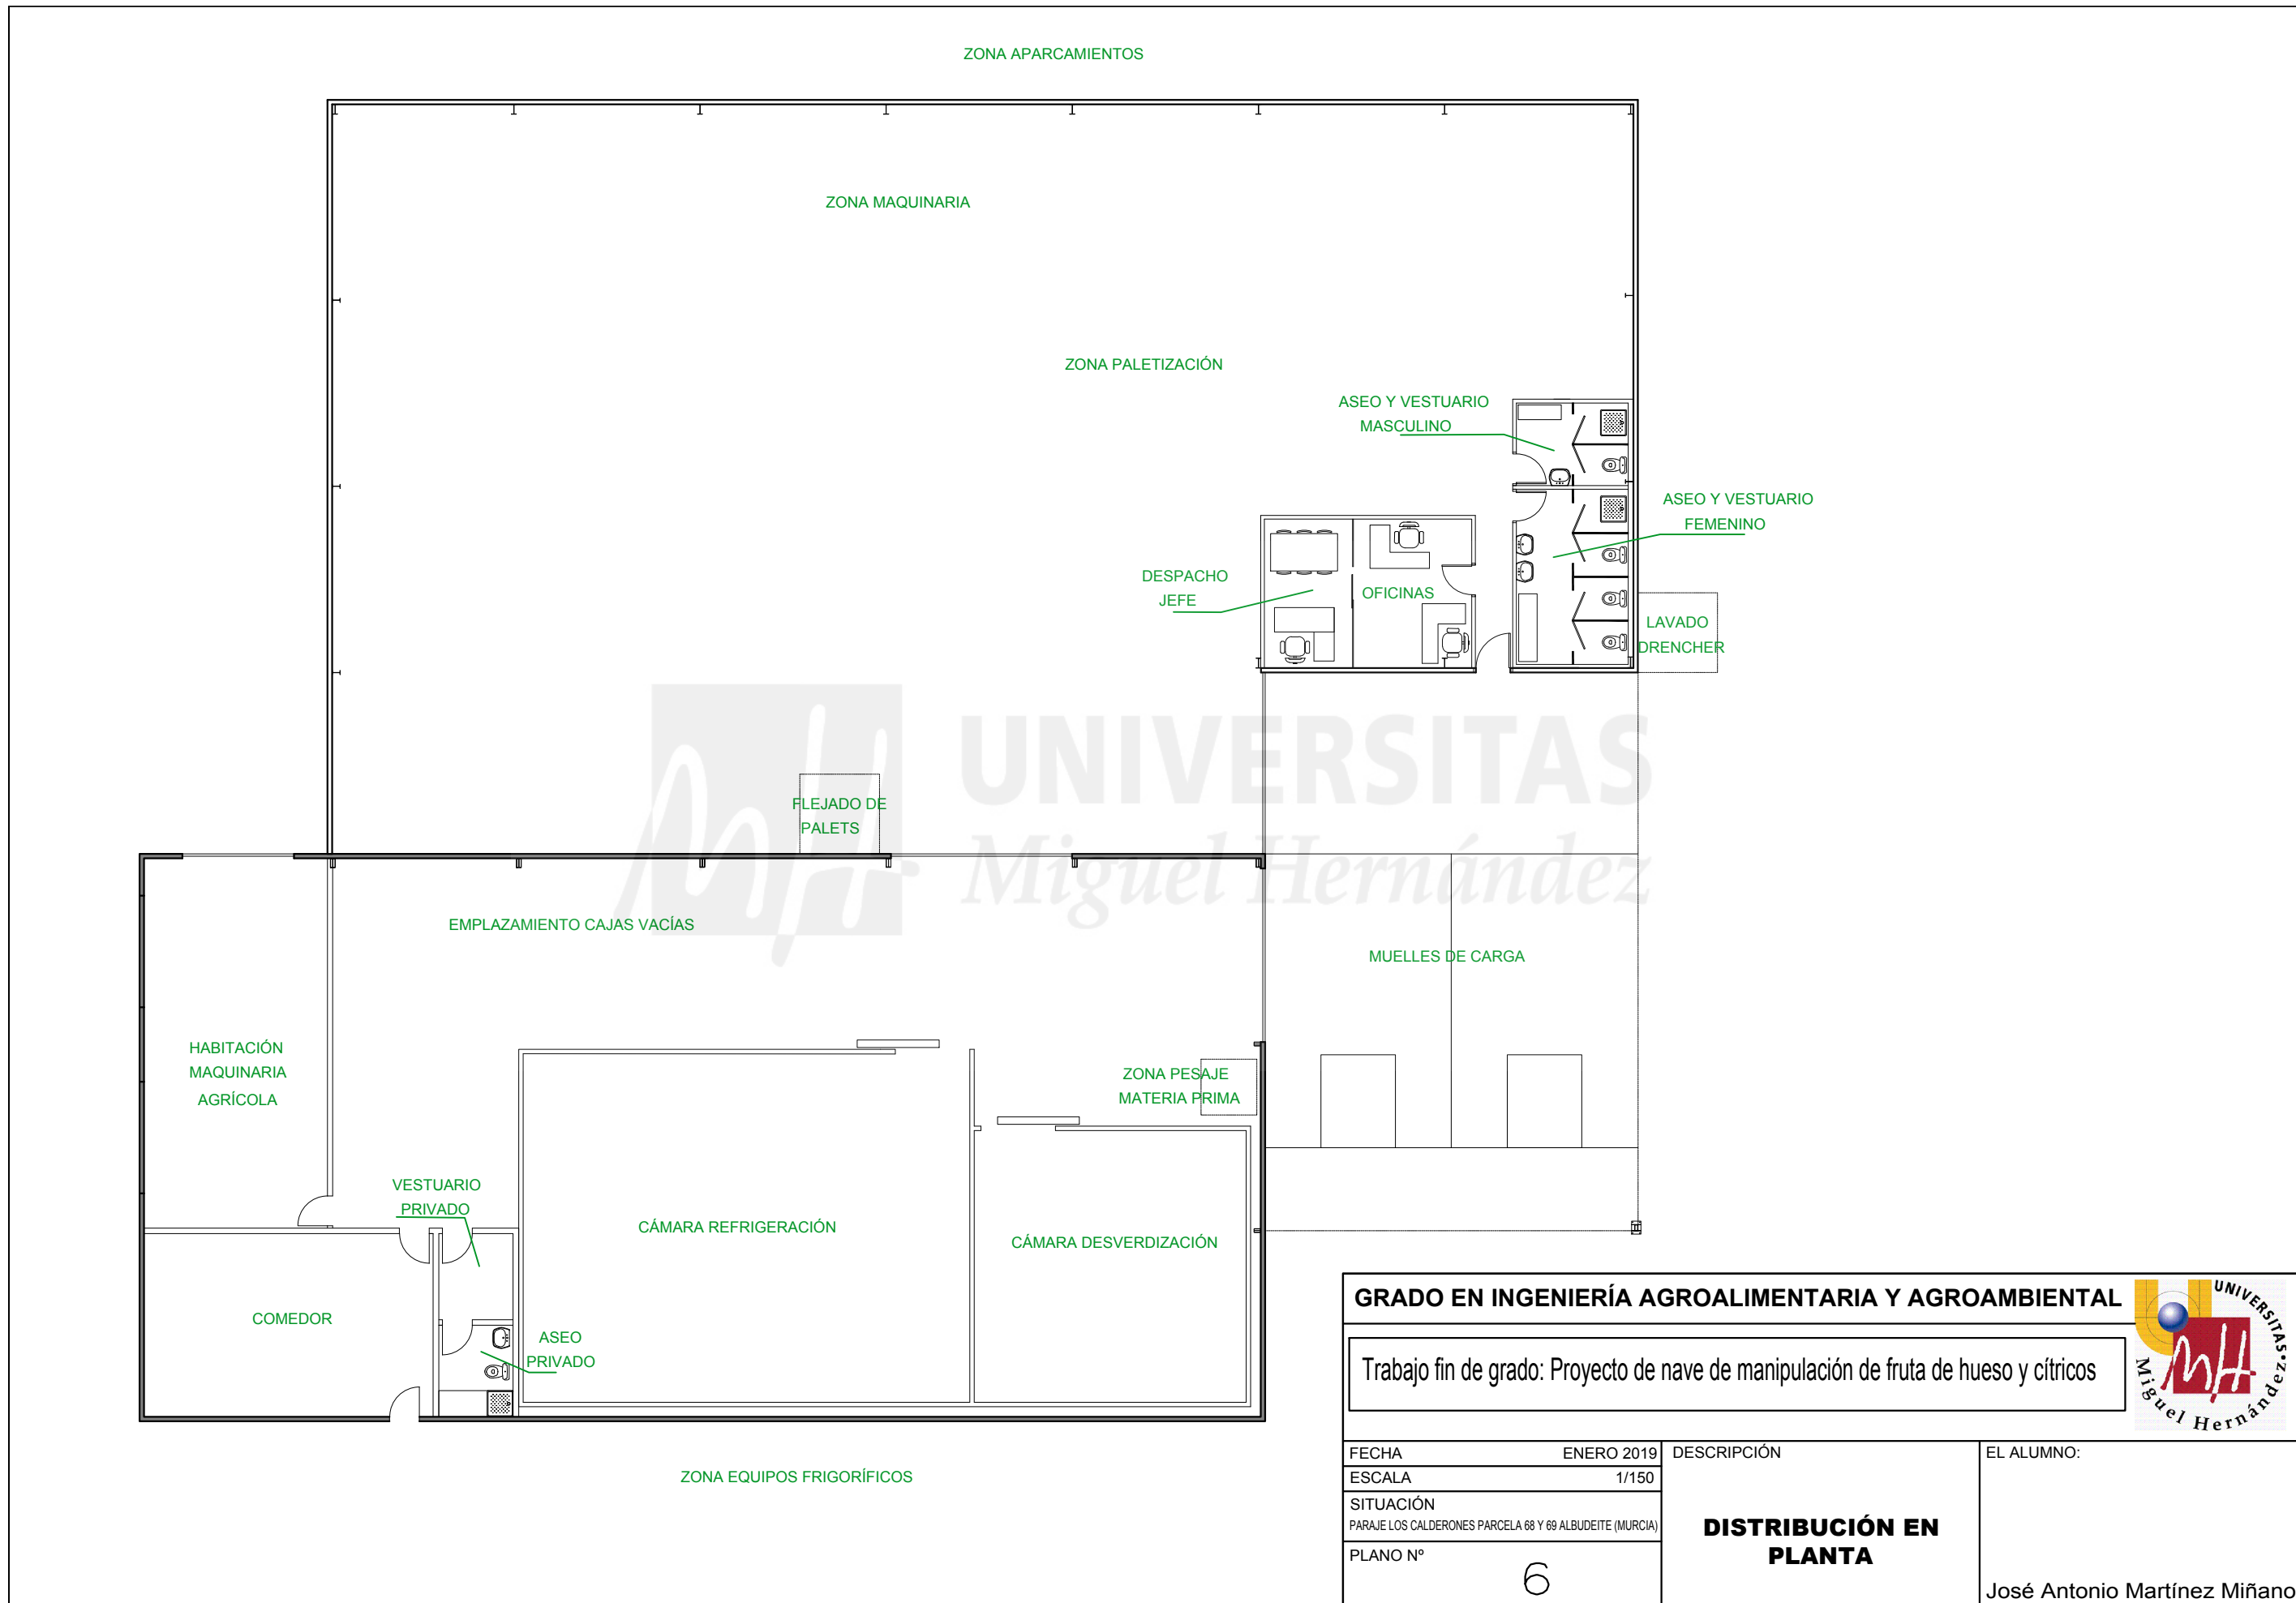 ZONA APARCAMIENTOS
ZONA MAQUINARIA
ZONA PALETIZACIÓN
ASEO Y VESTUARIO
MASCULINO
ASEO Y VESTUARIO
FEMENINO
DESPACHO
JEFE
OFICINAS
LAVADO
DRENCHER
UNIVERSITAS
Miguel Hernández
FLEJADO DE
PALETS
EMPLAZAMIENTO CAJAS VACÍAS
MUELLES DE CARGA
HABITACIÓN
MAQUINARIA
AGRÍCOLA
ZONA PESAJE
MATERIA PRIMA
VESTUARIO
PRIVADO
CÁMARA REFRIGERACIÓN
CÁMARA DESVERDIZACIÓN
COMEDOR
ASEO
PRIVADO
ZONA EQUIPOS FRIGORÍFICOS
GRADO EN INGENIERÍA AGROALIMENTARIA Y AGROAMBIENTAL
UNIVERSITAS
Miguel Hernández
Trabajo fin de grado: Proyecto de nave de manipulación de fruta de hueso y cítricos
FECHA ENERO 2019
ESCALA 1/150
SITUACIÓN
PARAJE LOS CALDERONES PARCELA 68 Y 69 ALBUDEITE (MURCIA)
PLANO Nº
6
DESCRIPCIÓN
DISTRIBUCIÓN EN
PLANTA
EL ALUMNO:
José Antonio Martínez Miñano